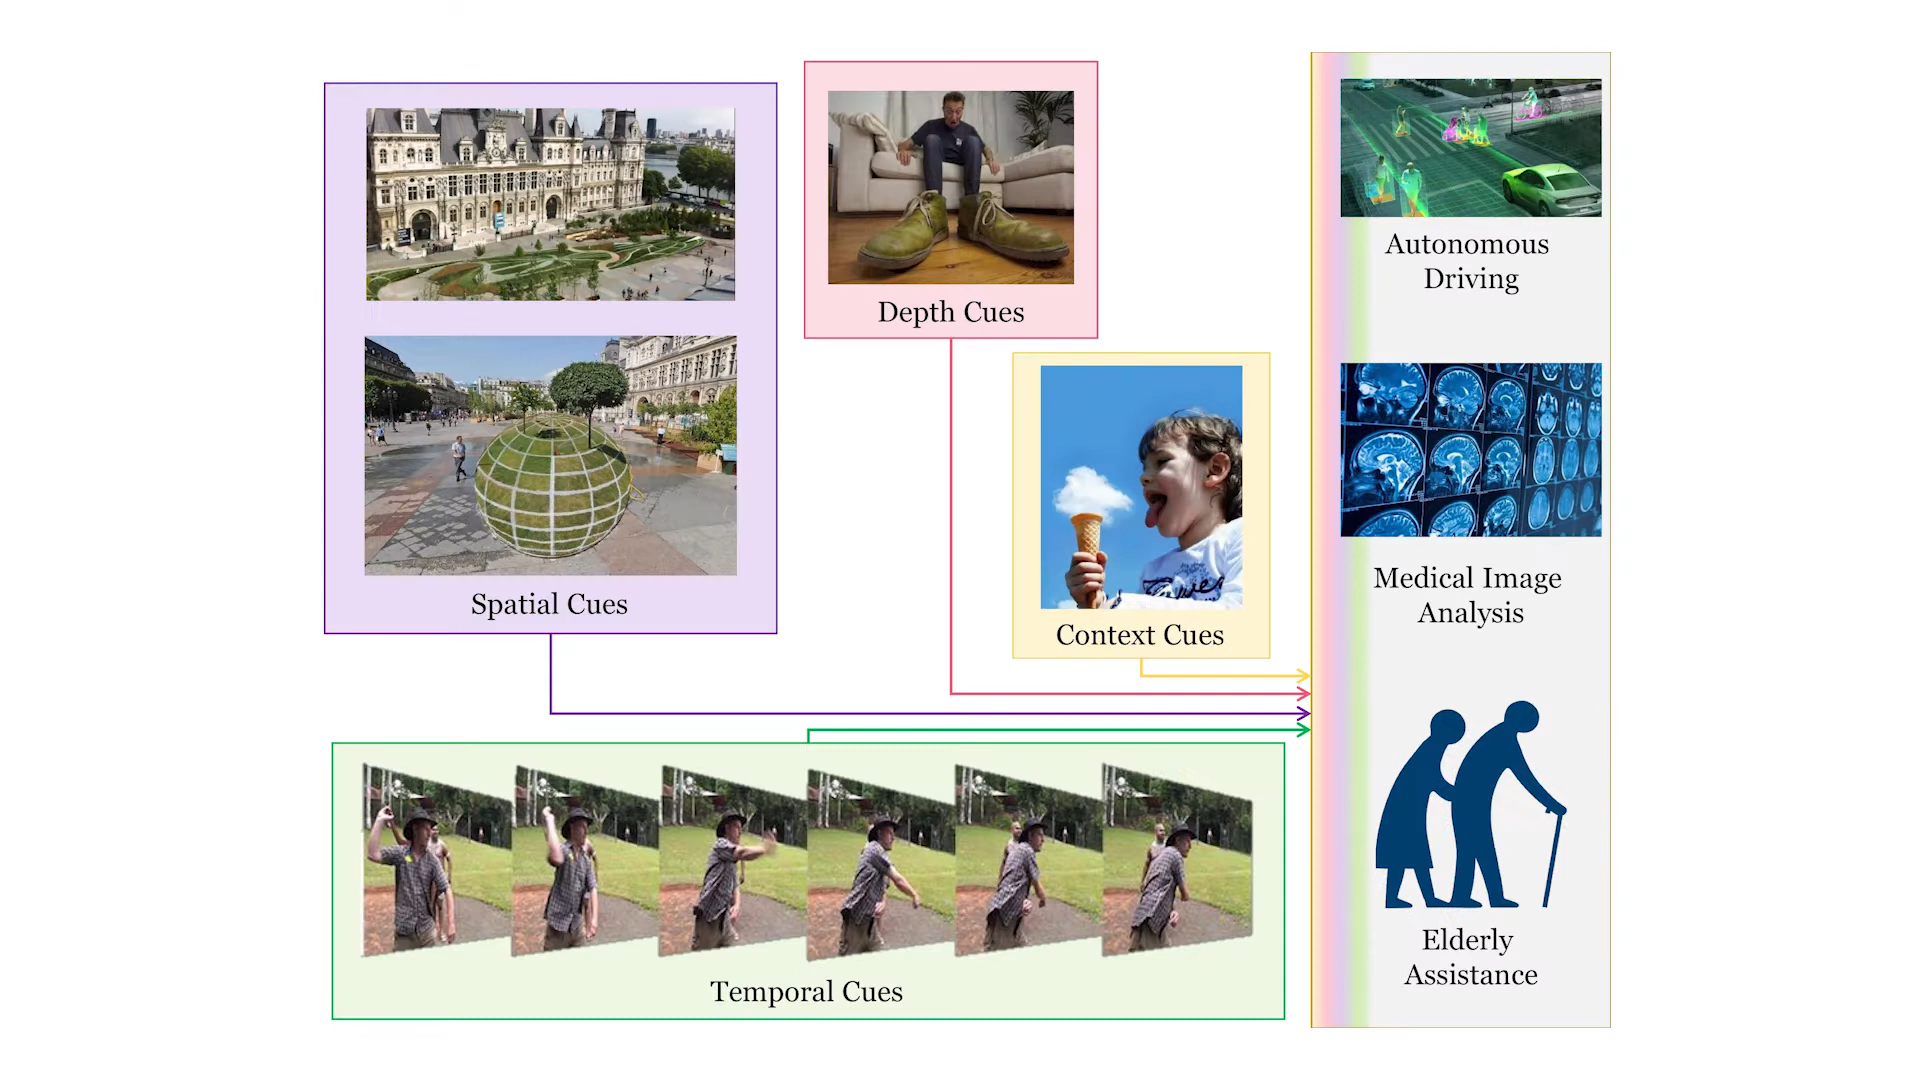 Spatial Cues
Depth Cues
Context Cues
Temporal Cues
Autonomous
Driving
Medical Image
Analysis
Elderly
Assistance